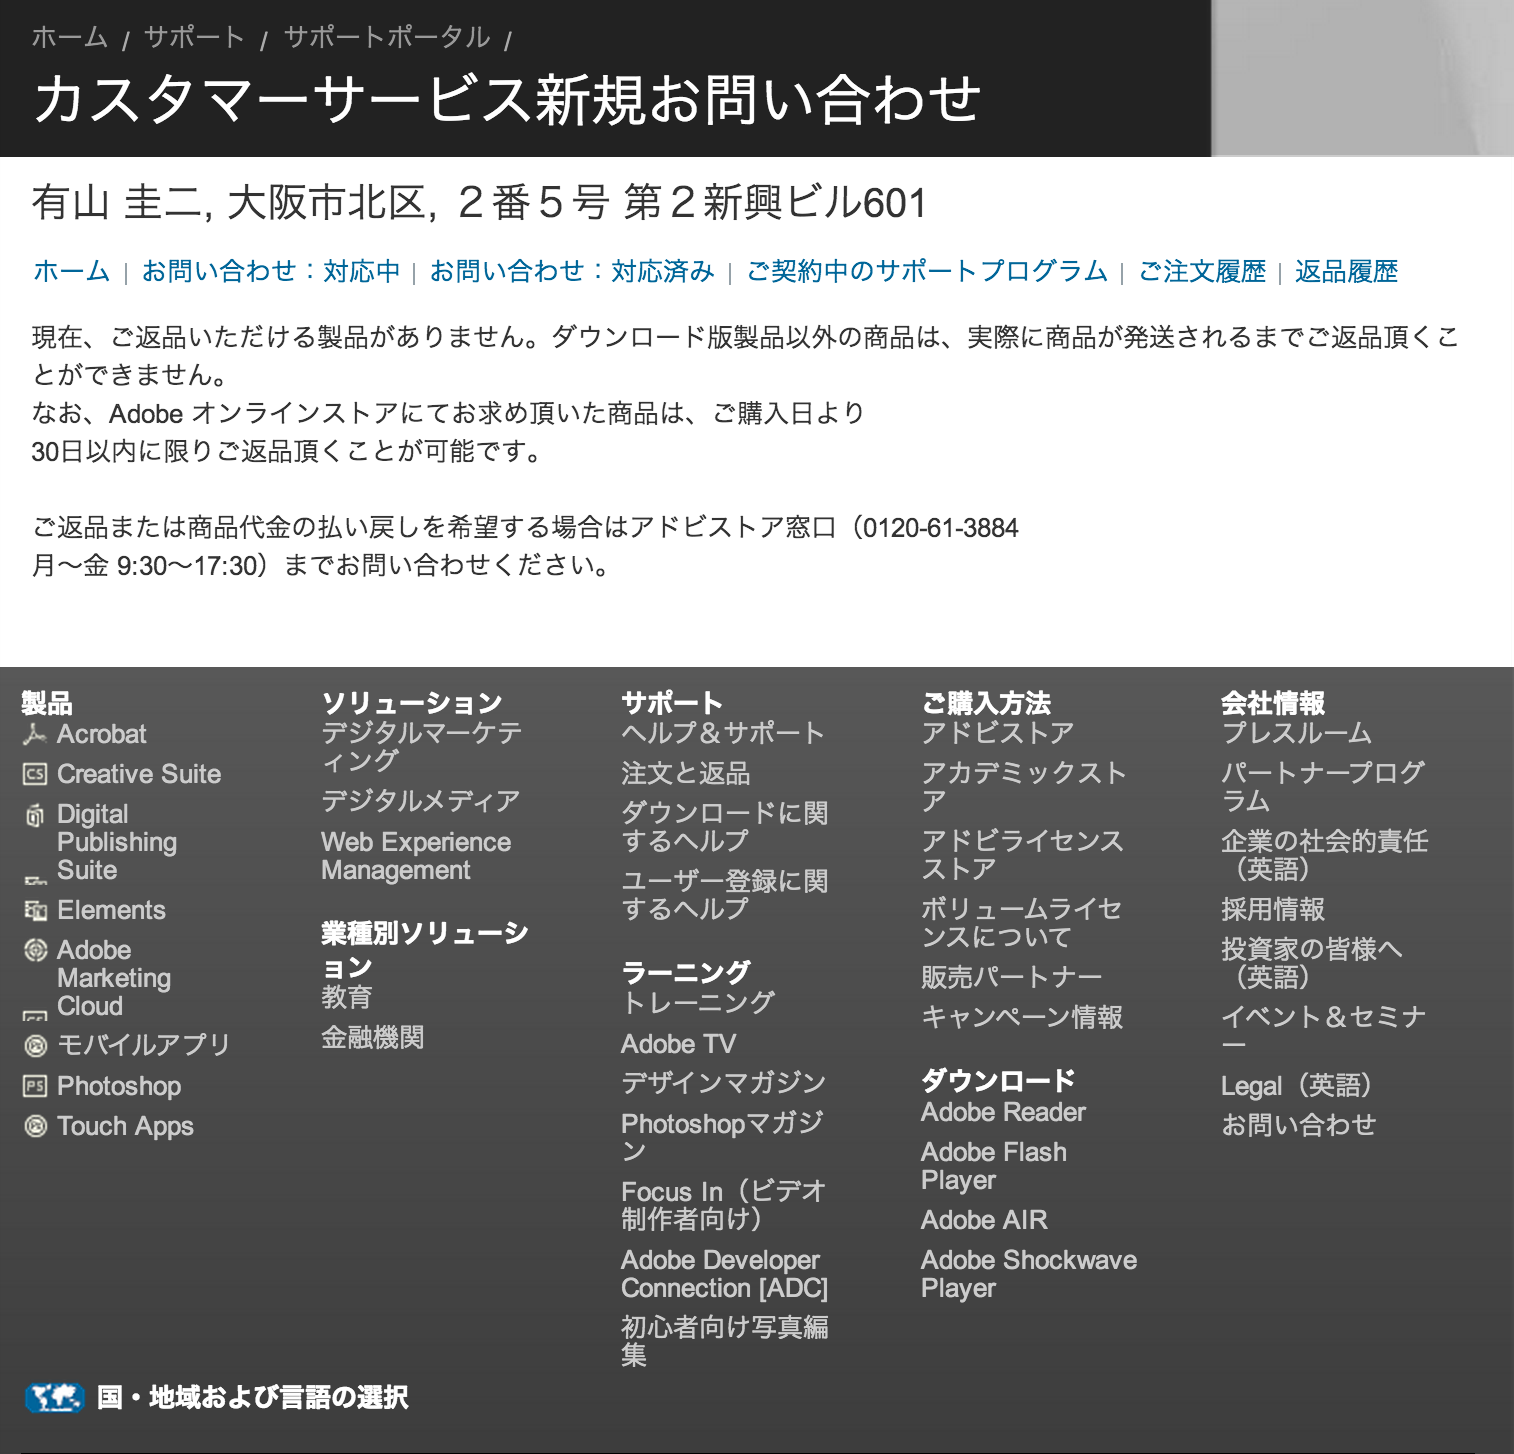 ホーム / サポート / サポートポータル /
カスタマーサービス新規お問い合わせ
有山 圭二, 大阪市北区, ２番５号 第２新興ビル601
ホーム | お問い合わせ：対応中 | お問い合わせ：対応済み | ご契約中のサポートプログラム | ご注文履歴 | 返品履歴
現在、ご返品いただける製品がありません。ダウンロード版製品以外の商品は、実際に商品が発送されるまでご返品頂くこ
とができません。
なお、Adobe オンラインストアにてお求め頂いた商品は、ご購入日より
30日以内に限りご返品頂くことが可能です。
ご返品または商品代金の払い戻しを希望する場合はアドビストア窓口（0120-61-3884
月〜金 9:30〜17:30）までお問い合わせください。
製品
Acrobat
Creative Suite
Digital
Publishing
Suite
Elements
Adobe
Marketing
Cloud
モバイルアプリ
Photoshop
Touch Apps
ソリューション
デジタルマーケテ
ィング
デジタルメディア
Web Experience
Management
業種別ソリューシ
ョン
教育
金融機関
サポート
ヘルプ＆サポート
注文と返品
ダウンロードに関
するヘルプ
ユーザー登録に関
するヘルプ
ラーニング
トレーニング
Adobe TV
デザインマガジン
Photoshopマガジ
ン
Focus In（ビデオ
制作者向け）
Adobe Developer
Connection [ADC]
初心者向け写真編
集
ご購入方法
アドビストア
アカデミックスト
ア
アドビライセンス
ストア
ボリュームライセ
ンスについて
販売パートナー
キャンペーン情報
ダウンロード
Adobe Reader
Adobe Flash
Player
Adobe AIR
Adobe Shockwave
Player
会社情報
プレスルーム
パートナープログ
ラム
企業の社会的責任
（英語）
採用情報
投資家の皆様へ
（英語）
イベント＆セミナ
ー
Legal（英語）
お問い合わせ
国・地域および言語の選択